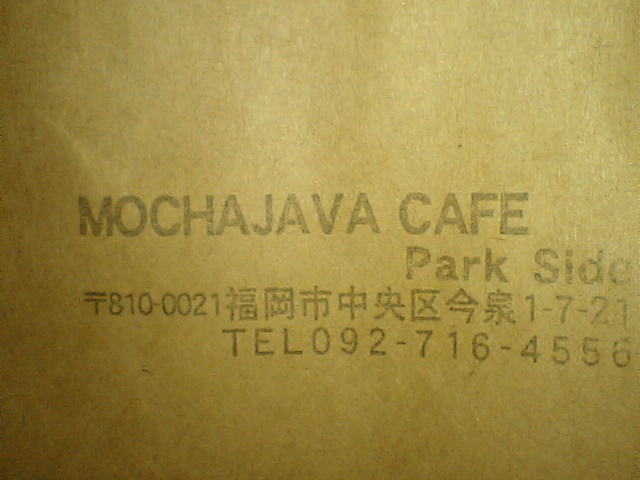 MOCHAJAVA CAFE
Park Side
〒810-0021福岡市中央区今泉1-7-21
TEL092-716-4556